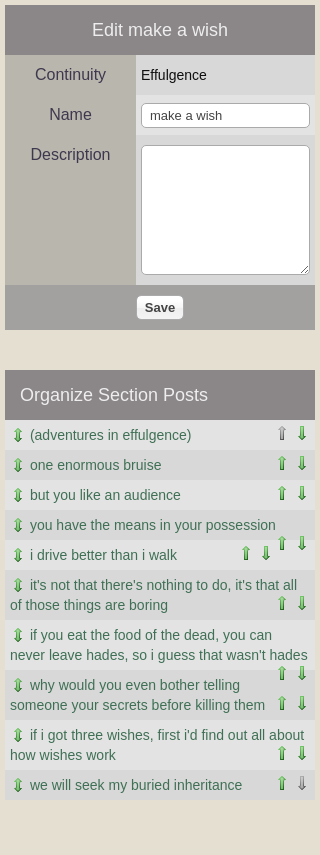 Edit make a wish
Continuity
Effulgence
Name
make a wish
Description
Save
Organize Section Posts
(adventures in effulgence)
one enormous bruise
but you like an audience
you have the means in your possession
i drive better than i walk
it's not that there's nothing to do, it's that all
of those things are boring
if you eat the food of the dead, you can
never leave hades, so i guess that wasn't hades
why would you even bother telling
someone your secrets before killing them
if i got three wishes, first i'd find out all about
how wishes work
we will seek my buried inheritance